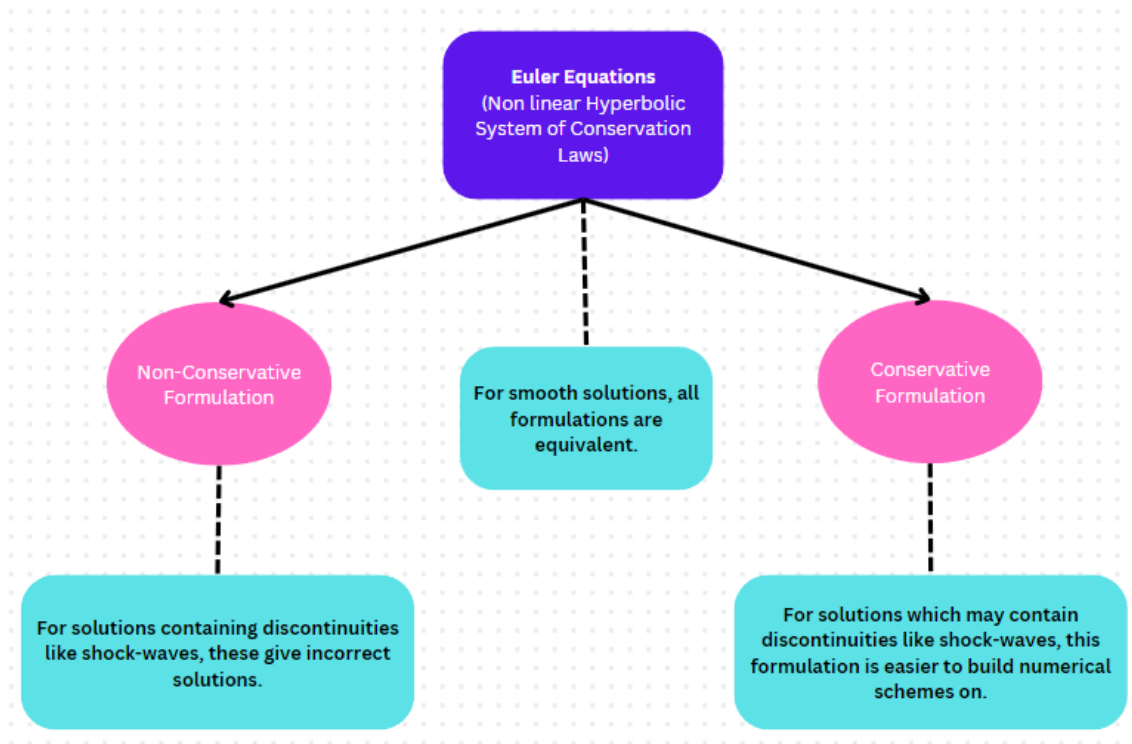 Euler Equations
(Non linear Hyperbolic
System of Conservation
Laws)
Non-Conservative
Formulation
For smooth solutions, all
formulations are
equivalent.
Conservative
Formulation
For solutions containing discontinuities
like shock-waves, these give incorrect
solutions.
For solutions which may contain
discontinuities like shock-waves, this
formulation is easier to build numerical
schemes on.